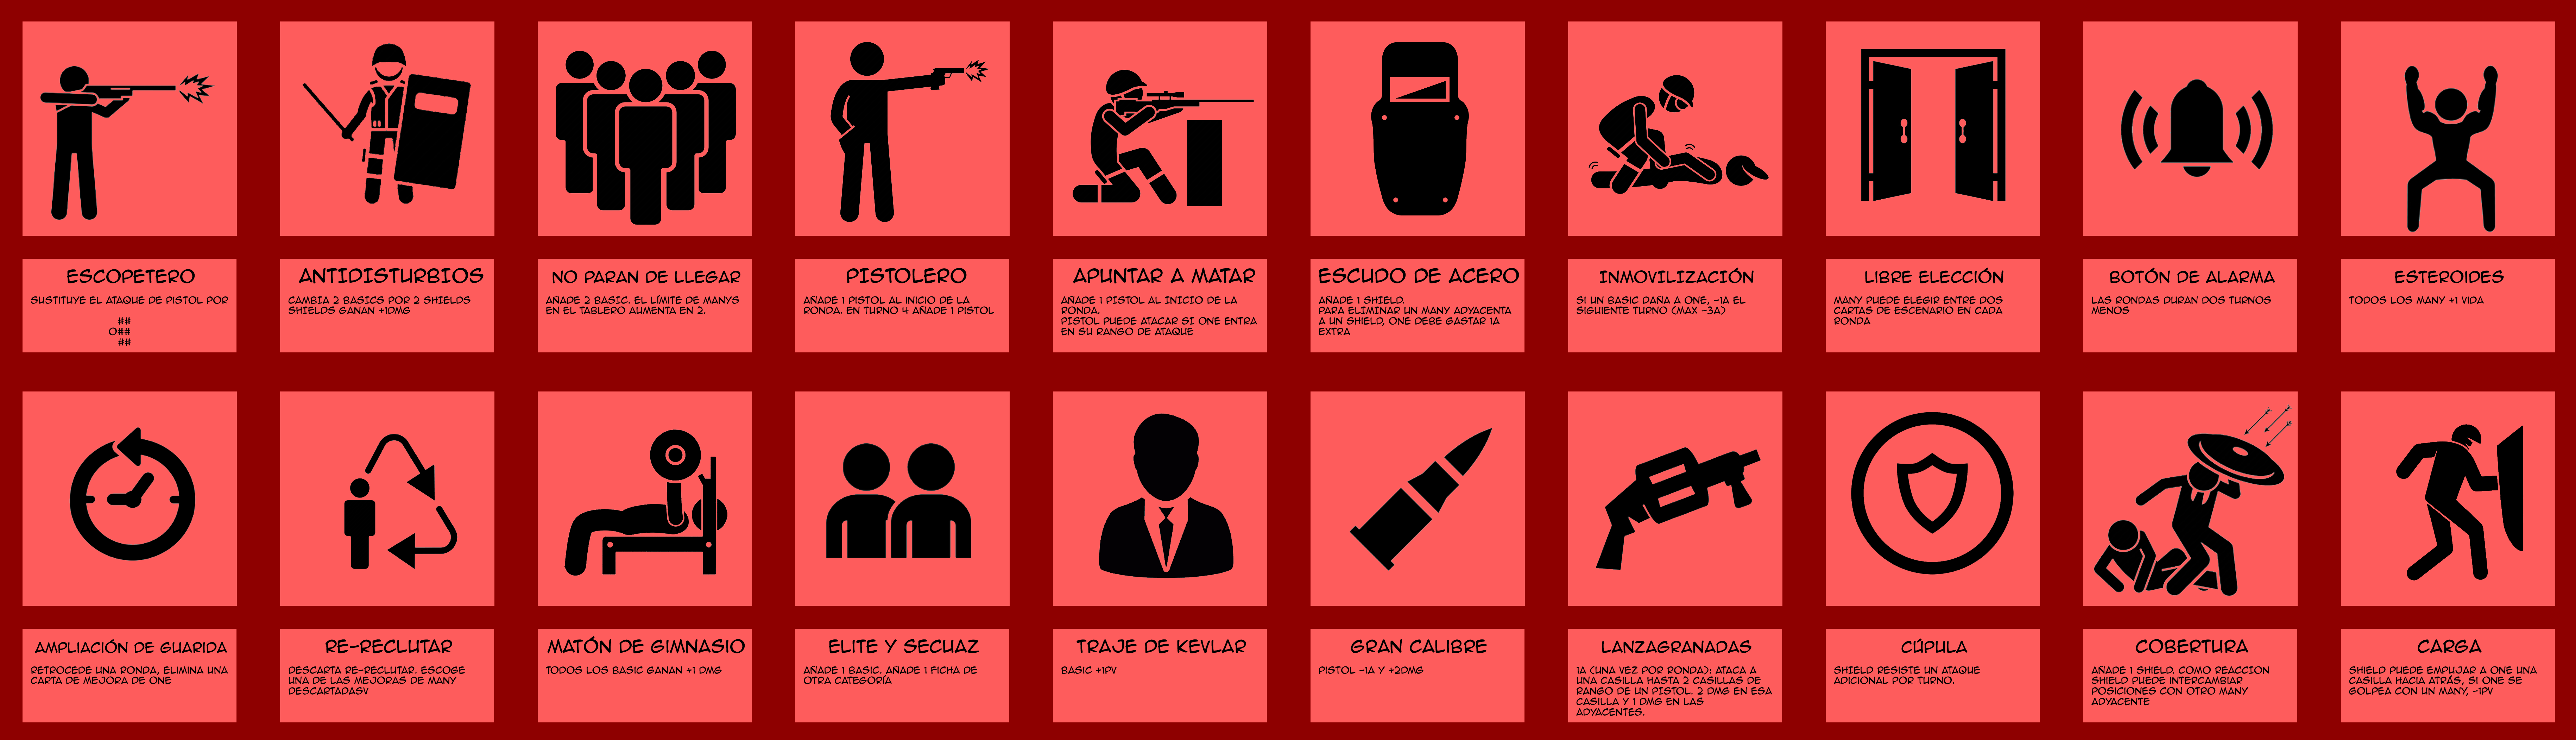 ESCOPETERO
SUSTITUYE EL ATAQUE DE PISTOL POR
##
O##
##
ANTIDISTURBIOS
CAMBIA 2 BASICS POR 2 SHIELDS
SHIELDS GANAN +1DMG
NO PARAN DE LLEGAR
AÑADE 2 BASIC. EL LÍMITE DE MANYS
EN EL TABLERO AUMENTA EN 2.
PISTOLERO
AÑADE 1 PISTOL AL INICIO DE LA
RONDA. EN TURNO 4 AÑADE 1 PISTOL
APUNTAR A MATAR
AÑADE 1 PISTOL AL INICIO DE LA
RONDA.
PISTOL PUEDE ATACAR SI ONE ENTRA
EN SU RANGO DE ATAQUE
ESCUDO DE ACERO
AÑADE 1 SHIELD.
PARA ELIMINAR UN MANY ADYACENTA
A UN SHIELD, ONE DEBE GASTAR 1A
EXTRA
INMOVILIZACIÓN
SI UN BASIC DAÑA A ONE, -1A EL
SIGUIENTE TURNO (MAX -3A)
LIBRE ELECCIÓN
MANY PUEDE ELEGIR ENTRE DOS
CARTAS DE ESCENARIO EN CADA
RONDA
BOTÓN DE ALARMA
LAS RONDAS DURAN DOS TURNOS
MENOS
ESTEROIDES
TODOS LOS MANY +1 VIDA
AMPLIACIÓN DE GUARIDA
RETROCEDE UNA RONDA, ELIMINA UNA
CARTA DE MEJORA DE ONE
RE-RECLUTAR
DESCARTA RE-RECLUTAR. ESCOGE
UNA DE LAS MEJORAS DE MANY
DESCARTADASV
MATÓN DE GIMNASIO
TODOS LOS BASIC GANAN +1 DMG
ELITE Y SECUAZ
AÑADE 1 BASIC. AÑADE 1 FICHA DE
OTRA CATEGORÍA
TRAJE DE KEVLAR
BASIC +1PV
GRAN CALIBRE
PISTOL -1A Y +2DMG
LANZAGRANADAS
1A (UNA VEZ POR RONDA): ATACA A
UNA CASILLA HASTA 2 CASILLAS DE
RANGO DE UN PISTOL. 2 DMG EN ESA
CASILLA Y 1 DMG EN LAS
ADYACENTES.
CÚPULA
SHIELD RESISTE UN ATAQUE
ADICIONAL POR TURNO.
COBERTURA
AÑADE 1 SHIELD. COMO REACCION
SHIELD PUEDE INTERCAMBIAR
POSICIONES CON OTRO MANY
ADYACENTE
CARGA
SHIELD PUEDE EMPUJAR A ONE UNA
CASILLA HACIA ATRÁS, SI ONE SE
GOLPEA CON UN MANY, -1PV